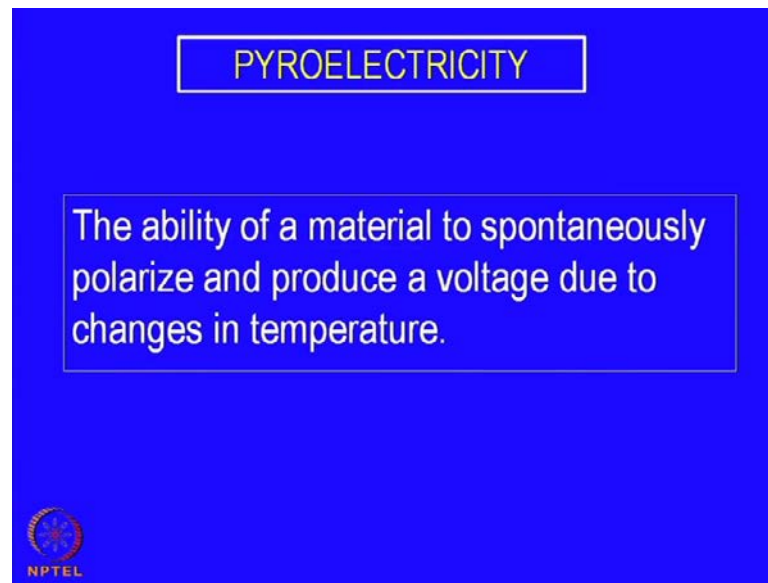 PYROELECTRICITY
The ability of a material to spontaneously
polarize and produce a voltage due to
changes in temperature.
NPTEL